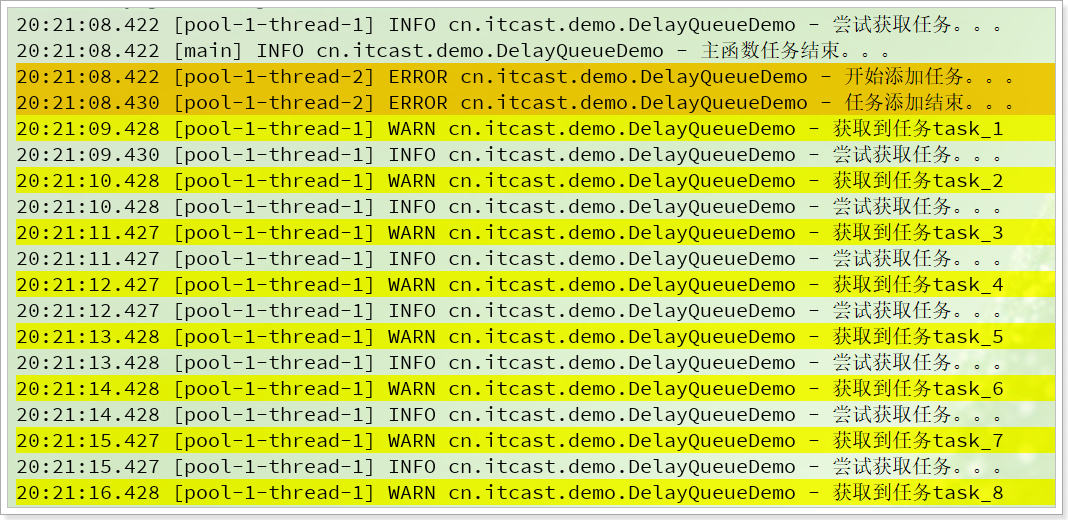 20:21:08.422 [pool-1-thread-1] INFO cn.itcast.demo.DelayQueueDemo - 尝试获取任务。。。
20:21:08.422 [main] INFO cn.itcast.demo.DelayQueueDemo - 主函数任务结束。。。
20:21:08.422 [pool-1-thread-2] ERROR cn.itcast.demo.DelayQueueDemo - 开始添加任务。。。
20:21:08.430 [pool-1-thread-2] ERROR cn.itcast.demo.DelayQueueDemo - 任务添加结束。。。
20:21:09.428 [pool-1-thread-1] WARN cn.itcast.demo.DelayQueueDemo - 获取到任务task_1
20:21:09.430 [pool-1-thread-1] INFO cn.itcast.demo.DelayQueueDemo - 尝试获取任务。。。
20:21:10.428 [pool-1-thread-1] WARN cn.itcast.demo.DelayQueueDemo - 获取到任务task_2
20:21:10.428 [pool-1-thread-1] INFO cn.itcast.demo.DelayQueueDemo - 尝试获取任务。。。
20:21:11.427 [pool-1-thread-1] WARN cn.itcast.demo.DelayQueueDemo - 获取到任务task_3
20:21:11.427 [pool-1-thread-1] INFO cn.itcast.demo.DelayQueueDemo - 尝试获取任务。。。
20:21:12.427 [pool-1-thread-1] WARN cn.itcast.demo.DelayQueueDemo - 获取到任务task_4
20:21:12.427 [pool-1-thread-1] INFO cn.itcast.demo.DelayQueueDemo - 尝试获取任务。。。
20:21:13.428 [pool-1-thread-1] WARN cn.itcast.demo.DelayQueueDemo - 获取到任务task_5
20:21:13.428 [pool-1-thread-1] INFO cn.itcast.demo.DelayQueueDemo - 尝试获取任务。。。
20:21:14.428 [pool-1-thread-1] WARN cn.itcast.demo.DelayQueueDemo - 获取到任务task_6
20:21:14.428 [pool-1-thread-1] INFO cn.itcast.demo.DelayQueueDemo - 尝试获取任务。。。
20:21:15.427 [pool-1-thread-1] WARN cn.itcast.demo.DelayQueueDemo - 获取到任务task_7
20:21:15.427 [pool-1-thread-1] INFO cn.itcast.demo.DelayQueueDemo - 尝试获取任务。。。
20:21:16.428 [pool-1-thread-1] WARN cn.itcast.demo.DelayQueueDemo - 获取到任务task_8